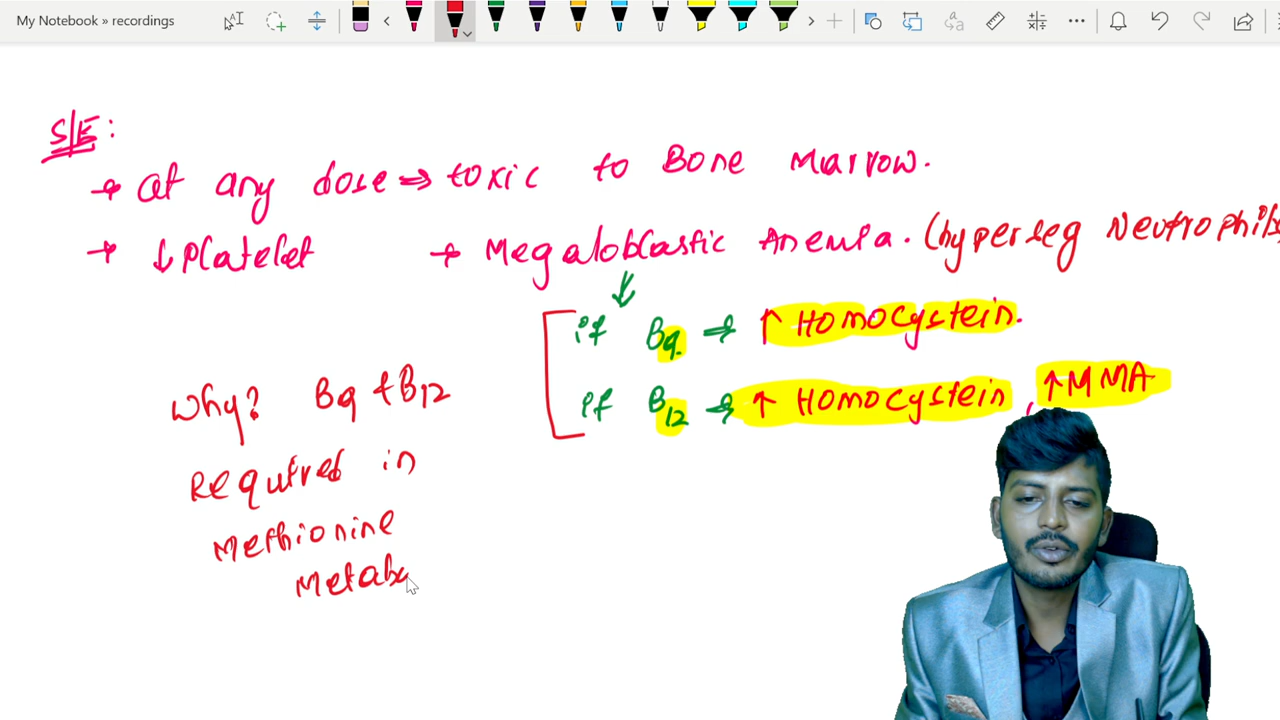 My Notebook » recordings
S/E:
→ at any dose ⇒ toxic to Bone Marrow.
→ ↓ Platelet → Megaloblastic Anemia. (hyperseg Neutrophils
↓
if B9 ⇒ ↑ Homocystein.
if B12 ⇒ ↑ Homocystein, ↑ MMA
Why? B9 & B12
Required in
Methionine
Metabo